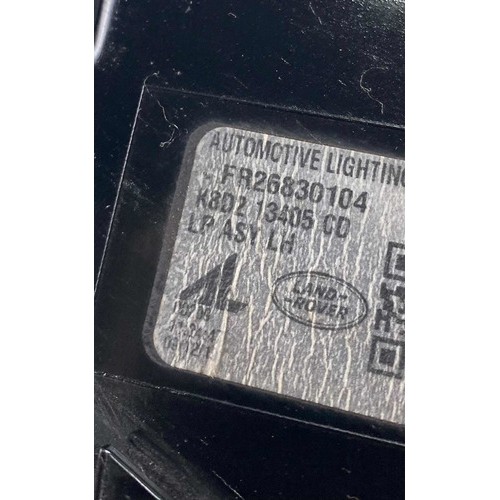 AUTOMOTIVE LIGHTING
FR26830104
K8D2 13405 CD
LP ASY LH
AL
LAND-
-ROVER